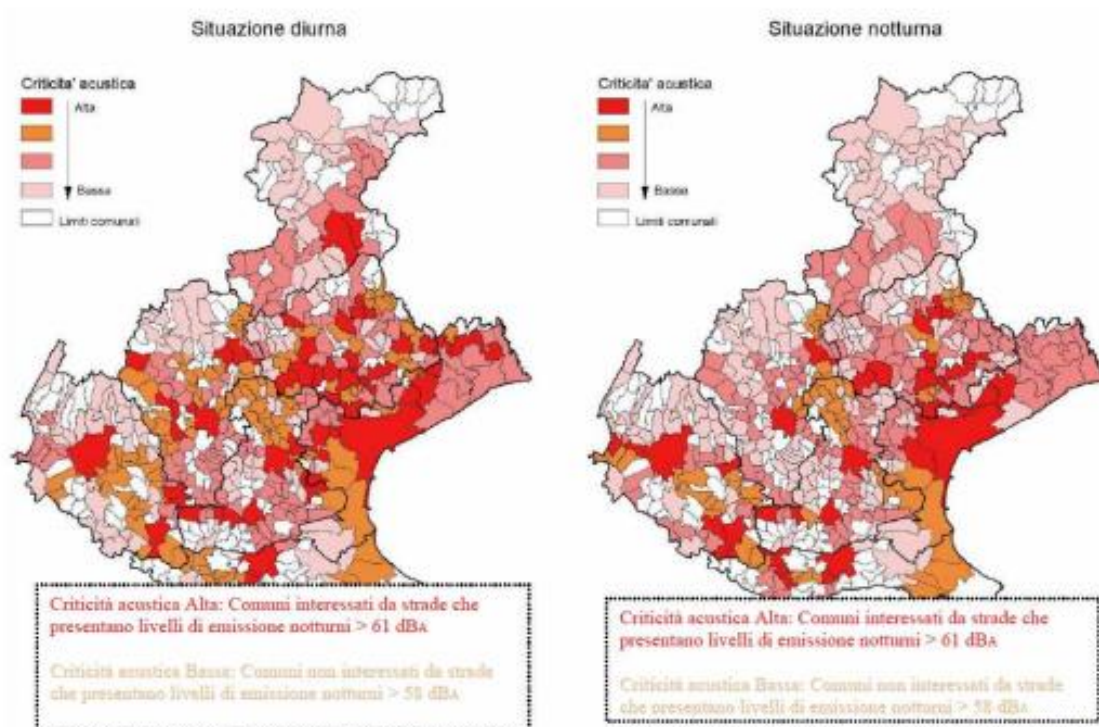 Situazione diurna
Criticita' acustica
Alta
Bassa
Limiti comunali
Criticità acustica Alta: Comuni interessati da strade che
presentano livelli di emissione notturni > 61 dBA
Criticità acustica Bassa: Comuni non interessati da strade
che presentano livelli di emissione notturni > 58 dBA
Situazione notturna
Criticita' acustica
Alta
Bassa
Limiti comunali
Criticità acustica Alta: Comuni interessati da strade che
presentano livelli di emissione notturni > 61 dBA
Criticità acustica Bassa: Comuni non interessati da strade
che presentano livelli di emissione notturni > 58 dBA